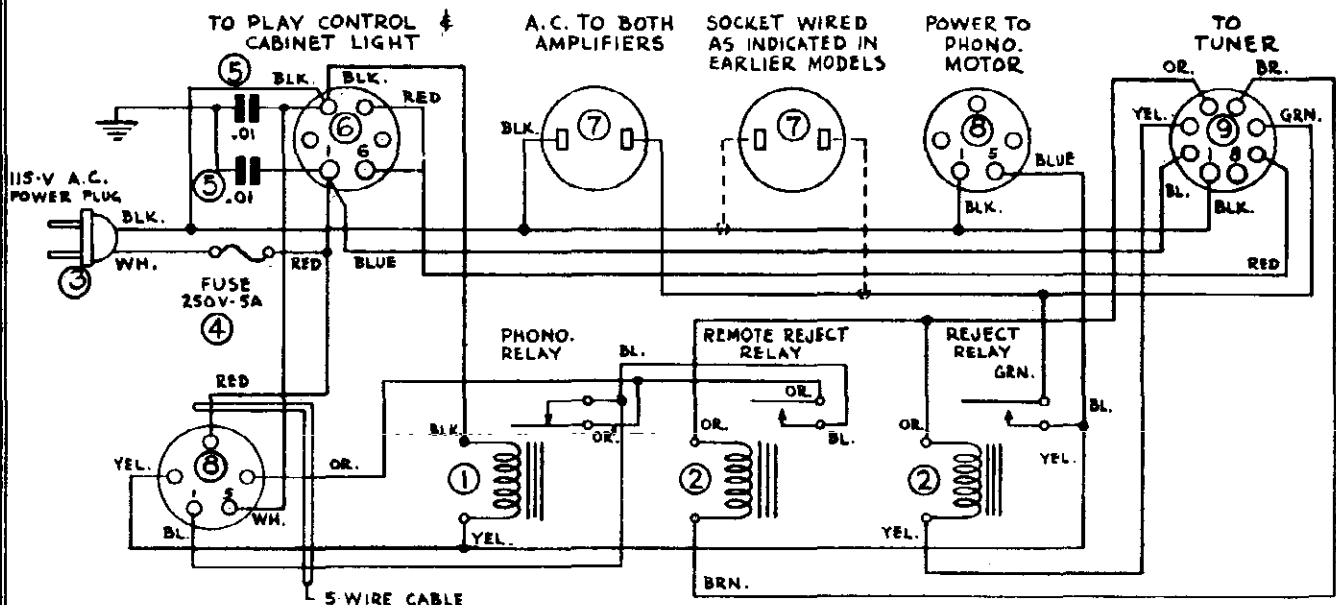 TO PLAY CONTROL &
CABINET LIGHT
A.C. TO BOTH
AMPLIFIERS
SOCKET WIRED
AS INDICATED IN
EARLIER MODELS
POWER TO
PHONO.
MOTOR
TO
TUNER
5
BLK.
BLK.
RED
.01
6
1
6
5
.01
BLK.
7
7
8
1
5
BLUE
BLK.
OR.
BR.
YEL.
GRN.
9
1
8
BL.
BLK.
RED
115-V A.C.
POWER PLUG
BLK.
WH.
3
RED
BLUE
FUSE
250V-5A
4
PHONO.
RELAY
BL.
REMOTE REJECT
RELAY
REJECT
RELAY
GRN.
RED
OR.
BL.
BLK.
OR.
OR.
BL.
OR.
YEL.
YEL.
8
OR.
1
5
WH.
BL.
1
2
2
YEL.
YEL.
BRN.
5 WIRE CABLE